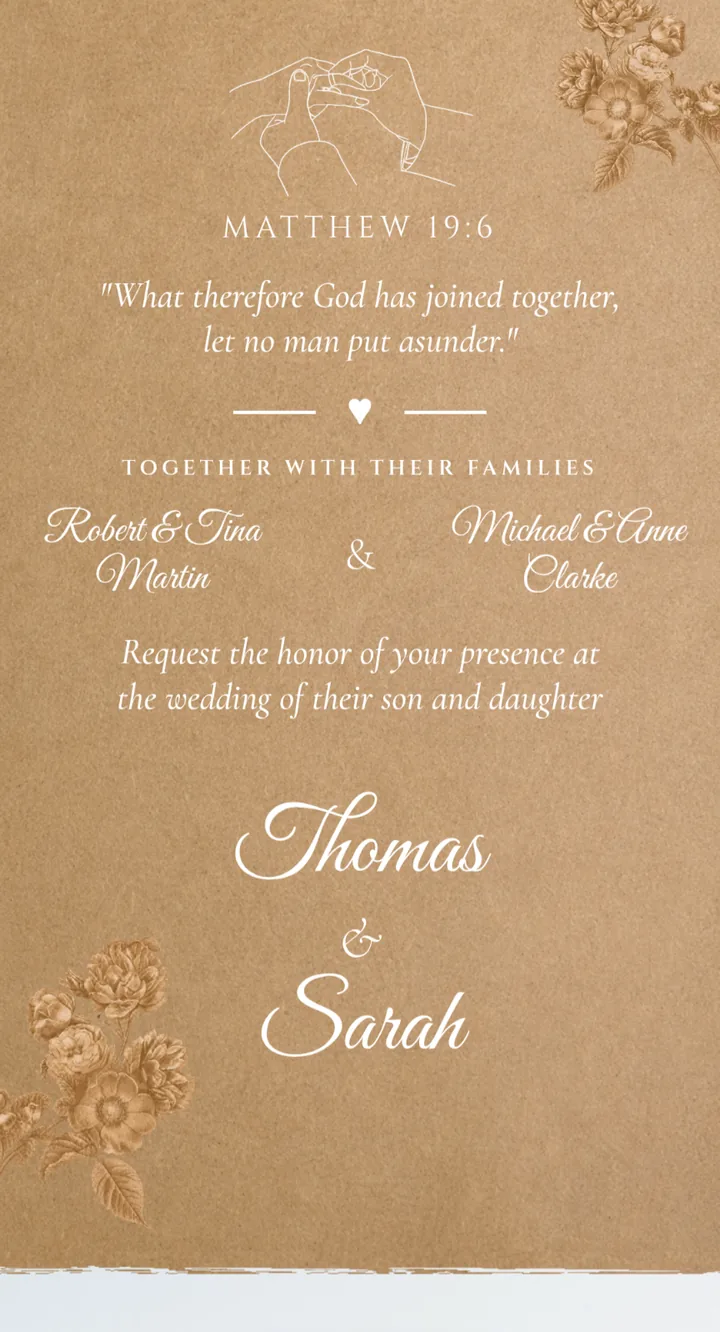 MATTHEW 19:6
"What therefore God has joined together,
let no man put asunder."
TOGETHER WITH THEIR FAMILIES
Robert & Tina
Martin
&
Michael & Anne
Clarke
Request the honor of your presence at
the wedding of their son and daughter
Thomas
&
Sarah